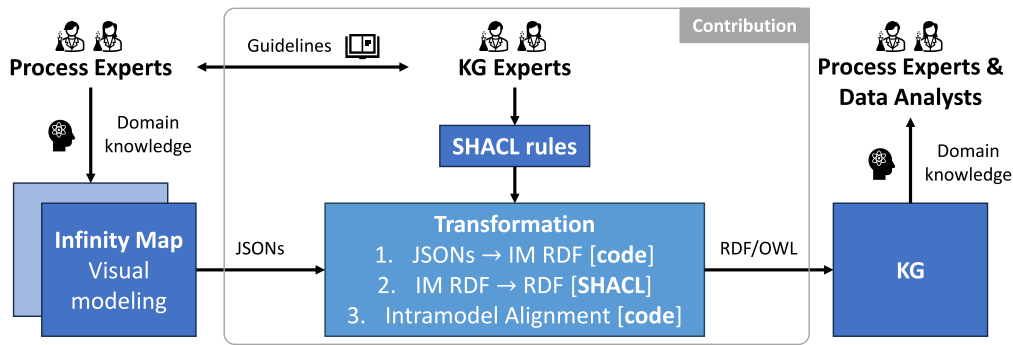 Contribution
Process Experts
Guidelines
KG Experts
Process Experts &
Data Analysts
Domain
knowledge
SHACL rules
Domain
knowledge
Infinity Map
Visual
modeling
JSONs
Transformation
1. JSONs → IM RDF [code]
2. IM RDF → RDF [SHACL]
3. Intramodel Alignment [code]
RDF/OWL
KG